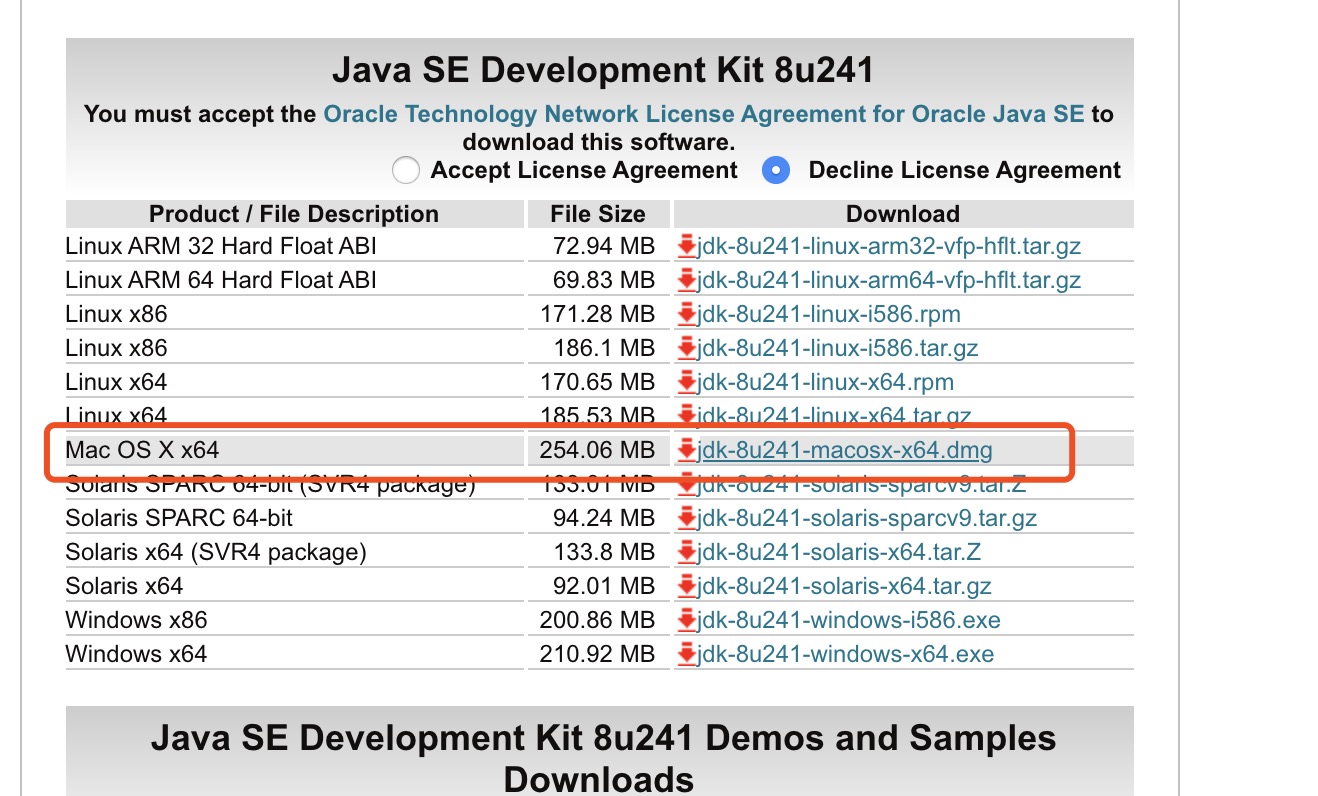 Java SE Development Kit 8u241
You must accept the Oracle Technology Network License Agreement for Oracle Java SE to
download this software.
Accept License Agreement Decline License Agreement
Product / File Description File Size Download
Linux ARM 32 Hard Float ABI 72.94 MB jdk-8u241-linux-arm32-vfp-hflt.tar.gz
Linux ARM 64 Hard Float ABI 69.83 MB jdk-8u241-linux-arm64-vfp-hflt.tar.gz
Linux x86 171.28 MB jdk-8u241-linux-i586.rpm
Linux x86 186.1 MB jdk-8u241-linux-i586.tar.gz
Linux x64 170.65 MB jdk-8u241-linux-x64.rpm
Linux x64 185.53 MB jdk-8u241-linux-x64.tar.gz
Mac OS X x64 254.06 MB jdk-8u241-macosx-x64.dmg
Solaris SPARC 64-bit (SVR4 package) 133.01 MB jdk-8u241-solaris-sparcv9.tar.Z
Solaris SPARC 64-bit 94.24 MB jdk-8u241-solaris-sparcv9.tar.gz
Solaris x64 (SVR4 package) 133.8 MB jdk-8u241-solaris-x64.tar.Z
Solaris x64 92.01 MB jdk-8u241-solaris-x64.tar.gz
Windows x86 200.86 MB jdk-8u241-windows-i586.exe
Windows x64 210.92 MB jdk-8u241-windows-x64.exe
Java SE Development Kit 8u241 Demos and Samples
Downloads